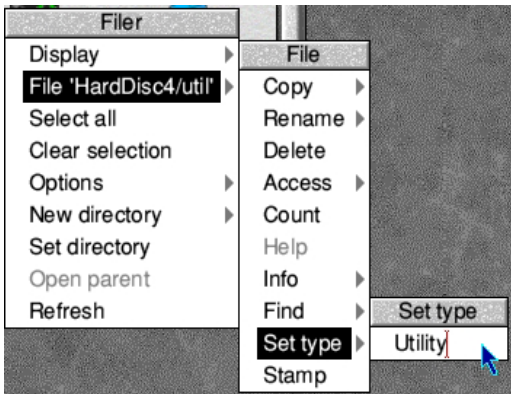 Filer
Display
File 'HardDisc4/util'
Select all
Clear selection
Options
New directory
Set directory
Open parent
Refresh
File
Copy
Rename
Delete
Access
Count
Help
Info
Find
Set type
Stamp
Set type
Utility